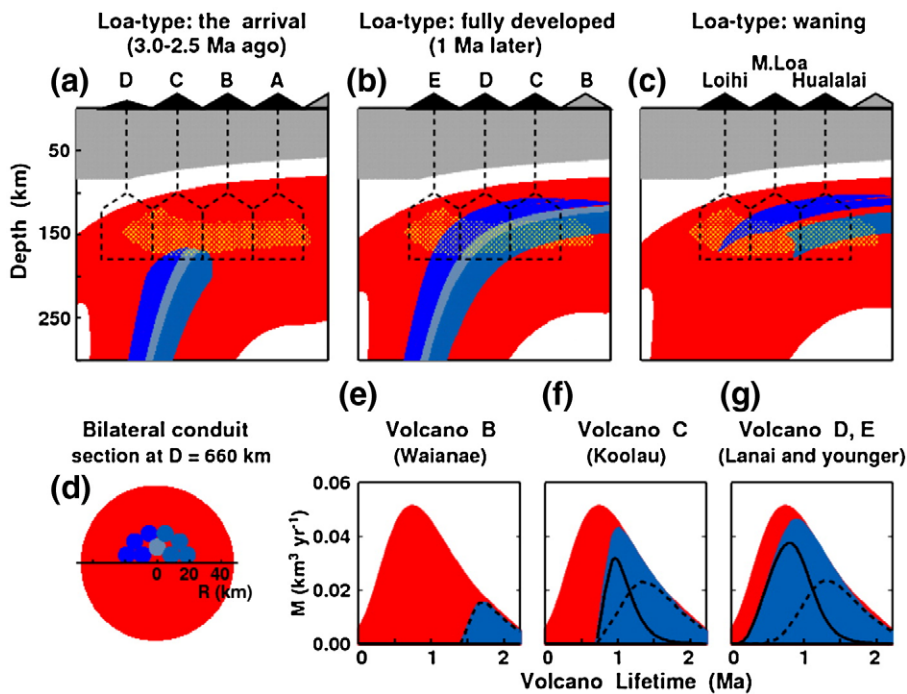 Loa-type: the arrival
(3.0-2.5 Ma ago)
Loa-type: fully developed
(1 Ma later)
Loa-type: waning
(a) D C B A
(b) E D C B
(c) Loihi M.Loa Hualalai
Depth (km)
50
150
250
Bilateral conduit
section at D = 660 km
(d)
0 20 40
R (km)
(e)
Volcano B
(Waianae)
(f)
Volcano C
(Koolau)
(g)
Volcano D, E
(Lanai and younger)
M (km³ yr⁻¹)
0.06
0.04
0.02
0.00
0 1 2
0 1 2
0 1 2
Volcano Lifetime (Ma)